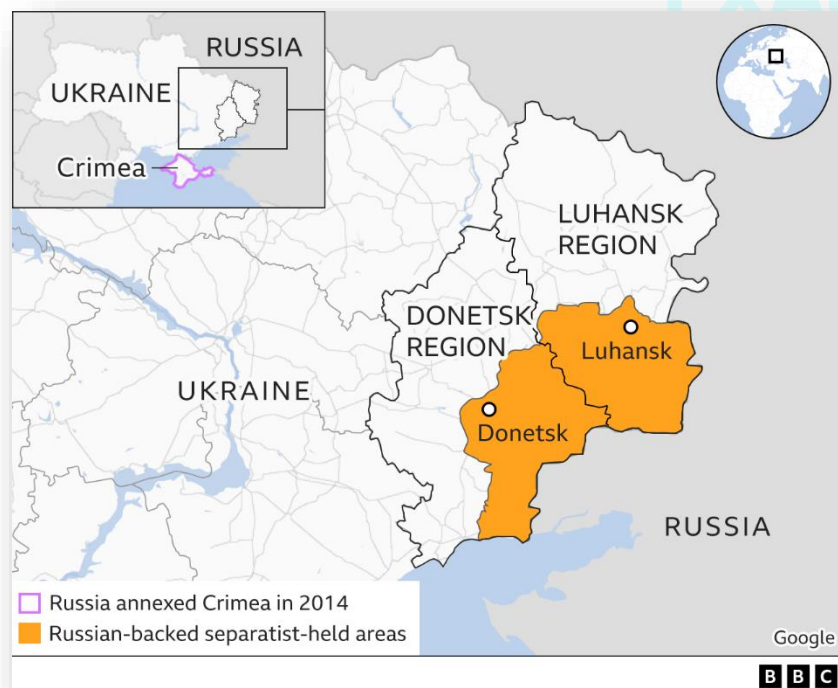 RUSSIA
UKRAINE
Crimea
LUHANSK
REGION
DONETSK
REGION
Luhansk
UKRAINE
Donetsk
RUSSIA
Russia annexed Crimea in 2014
Russian-backed separatist-held areas
Google
BBC